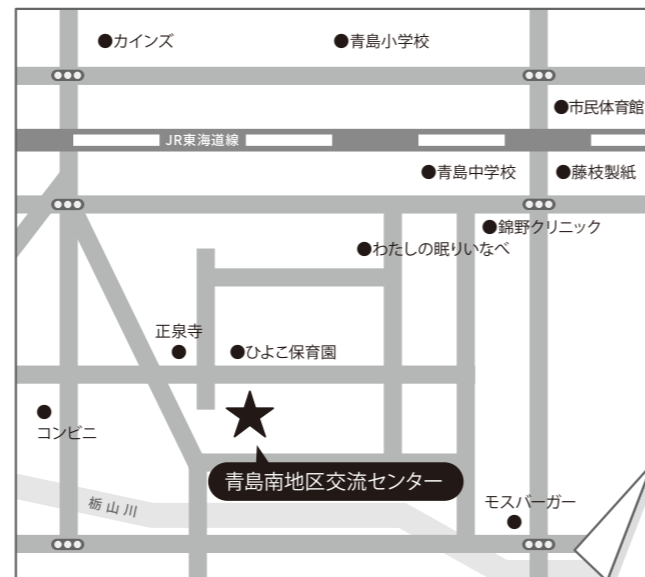 ●カインズ
●青島小学校
●市民体育館
JR東海道線
●青島中学校
●藤枝製紙
●錦野クリニック
●わたしの眠りいなべ
正泉寺
●ひよこ保育園
コンビニ
青島南地区交流センター
栃山川
モスバーガー